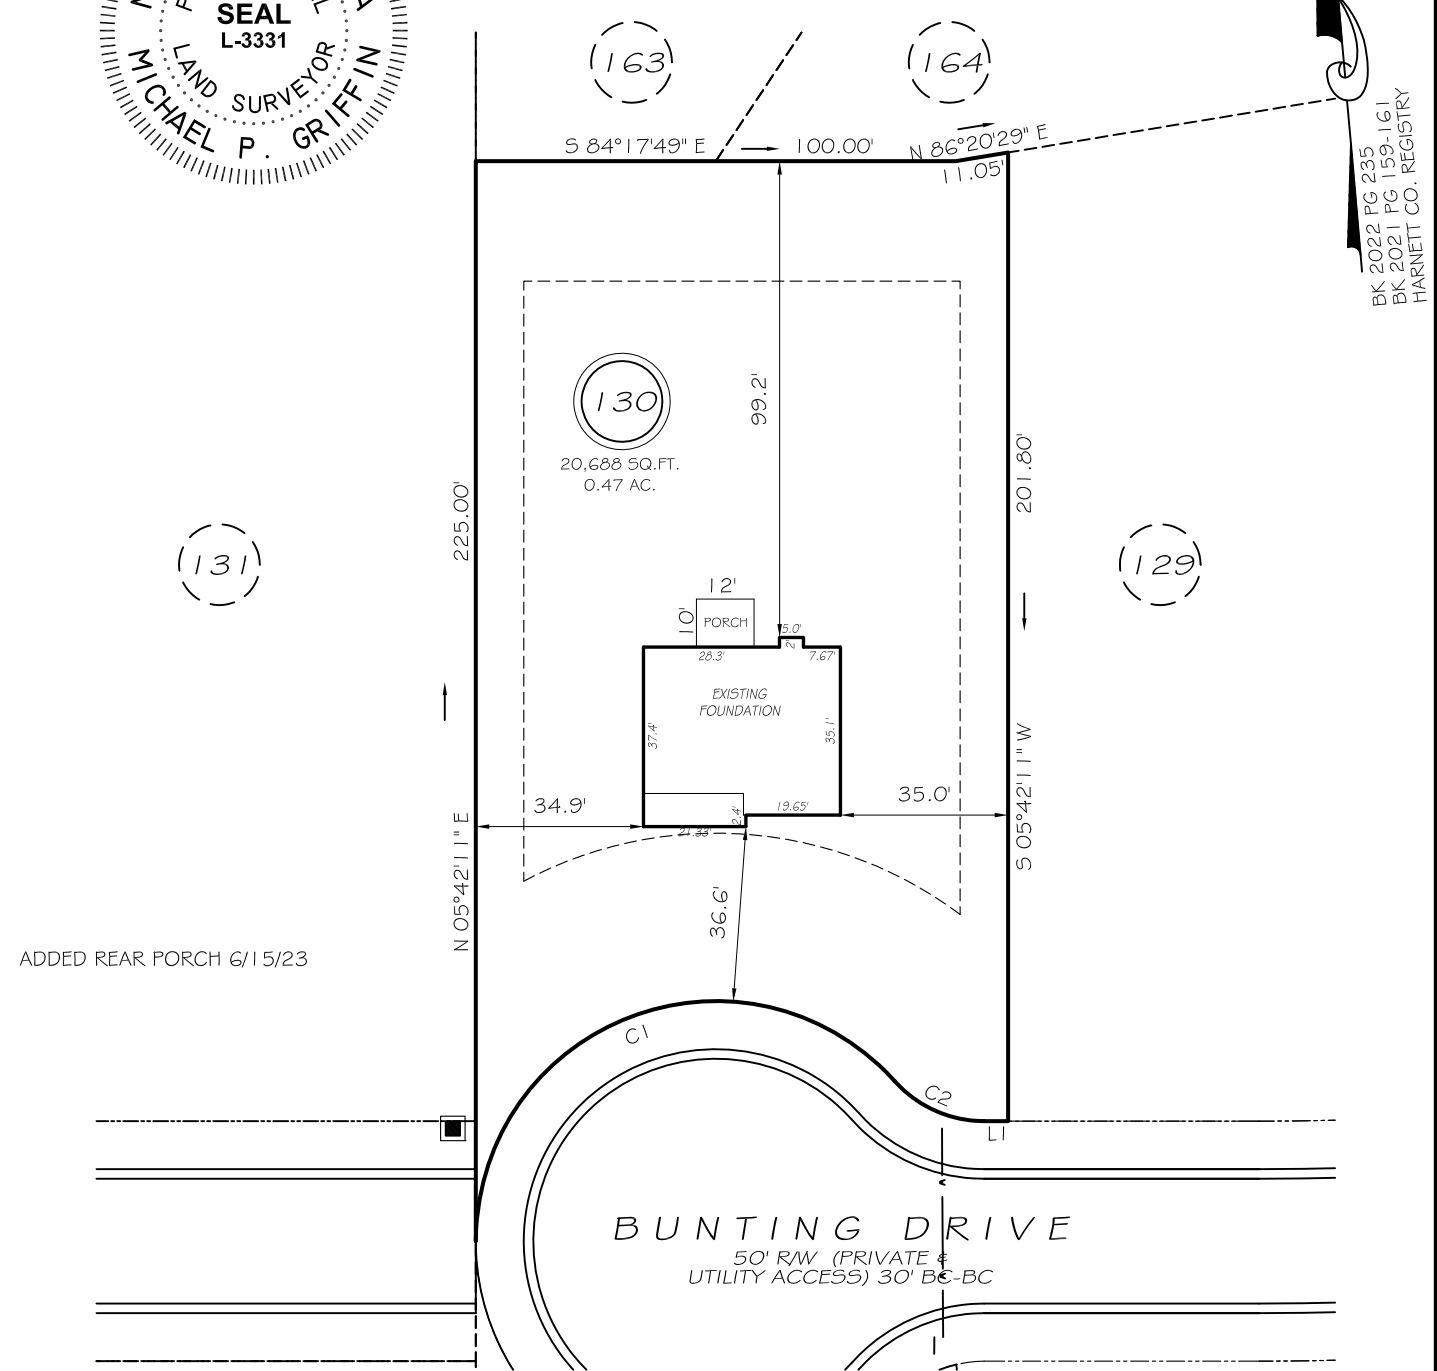 SEAL
L-3331
LAND SURVEYOR
MICHAEL P. GRIFFIN
163
164
S 84°17'49" E
100.00'
N 86°20'29" E
11.05'
BK 2022 PG 235
BK 2021 PG 159-161
HARNETT CO. REGISTRY
99.2'
130
20,688 SQ.FT.
0.47 AC.
225.00'
201.80'
131
129
12'
10'
PORCH
5.0'
2'
28.3'
7.67'
EXISTING
FOUNDATION
37.4'
35.1'
34.9'
35.0'
19.65'
2.4'
21.33'
N 05°42'11" E
S 05°42'11" W
36.6'
ADDED REAR PORCH 6/15/23
C1
C2
L1
BUNTING DRIVE
50' R/W (PRIVATE &
UTILITY ACCESS) 30' BC-BC